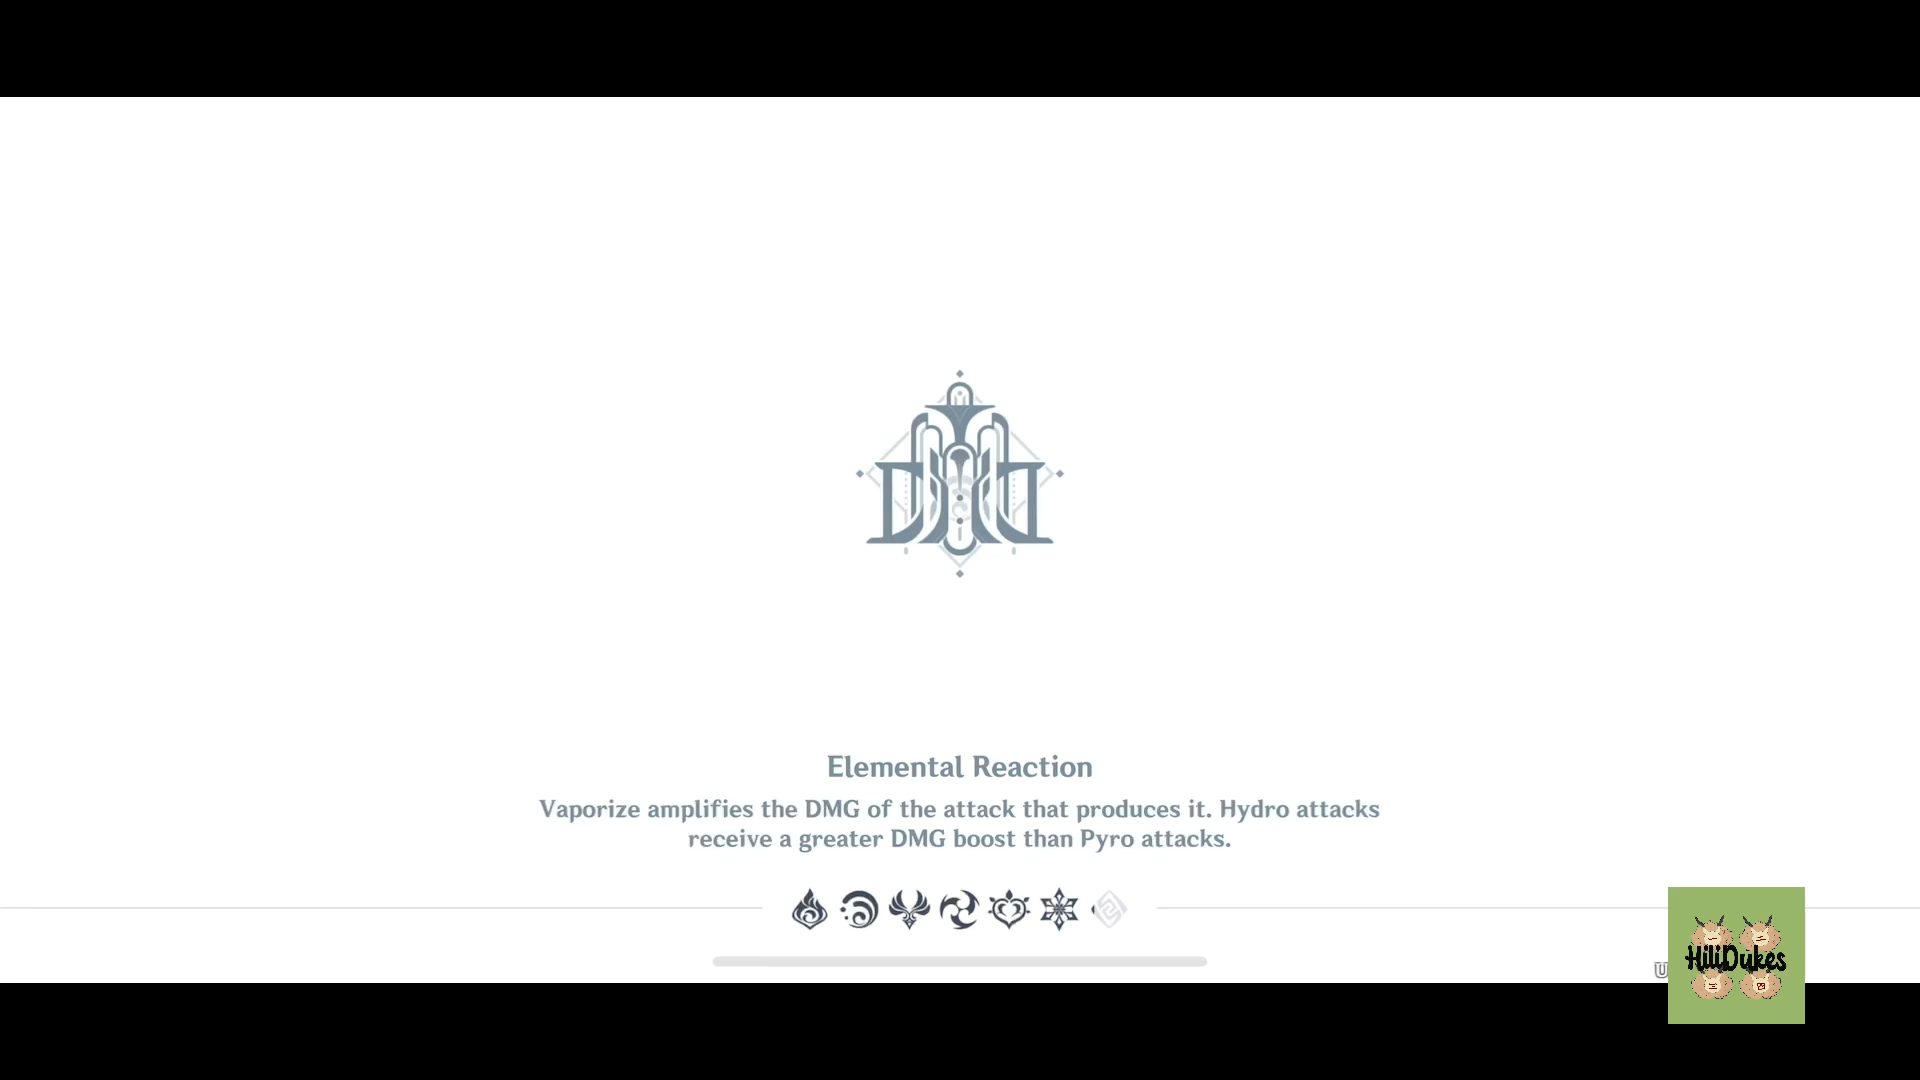 Elemental Reaction
Vaporize amplifies the DMG of the attack that produces it. Hydro attacks
receive a greater DMG boost than Pyro attacks.
HiliDukes